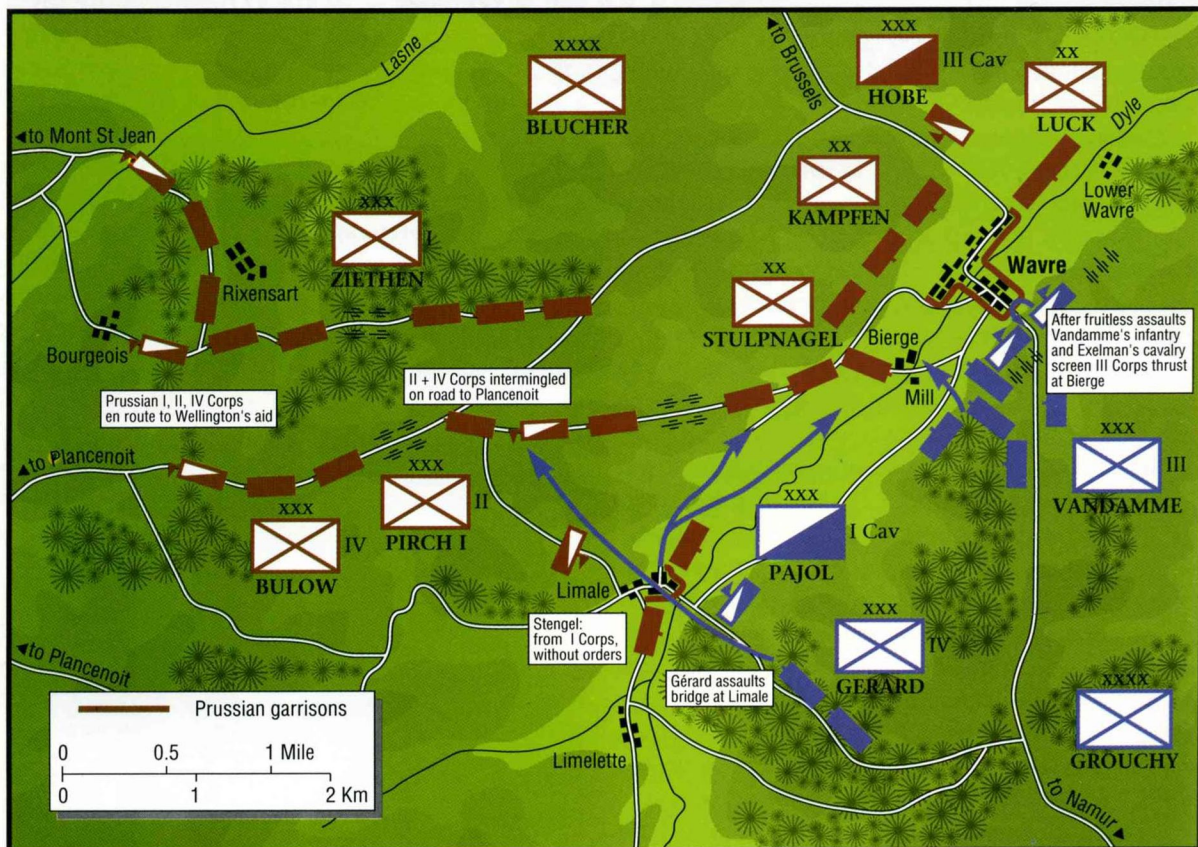 xxxx
BLUCHER
to Brussels
xxx
III Cav
HOBE
xx
LUCK
Dyle
Lasne
to Mont St Jean
xx
KAMPFEN
Lower
Wavre
xxx
I
ZIETHEN
Rixensart
Wavre
xx
STULPNAGEL
Bierge
Mill
After fruitless assaults
Vandamme's infantry
and Exelman's cavalry
screen III Corps thrust
at Bierge
Bourgeois
Prussian I, II, IV Corps
en route to Wellington's aid
II + IV Corps intermingled
on road to Plancenoit
to Plancenoit
xxx
IV
BULOW
xxx
II
PIRCH I
xxx
III
VANDAMME
xxx
I Cav
PAJOL
Limale
Stengel:
from I Corps,
without orders
Gérard assaults
bridge at Limale
xxx
IV
GERARD
xxxx
GROUCHY
to Plancenoit
Limelette
to Namur
Prussian garrisons
0 0.5 1 Mile
0 1 2 Km